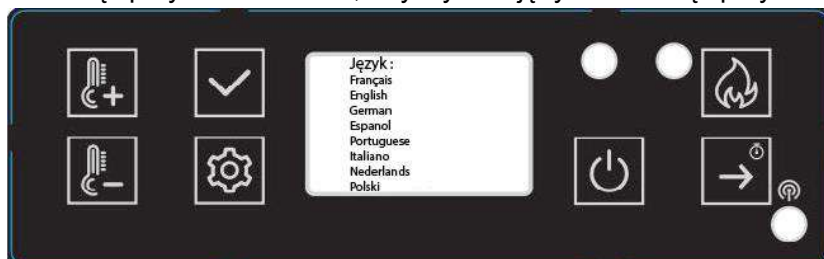 Język :
Français
English
German
Espanol
Portuguese
Italiano
Nederlands
Polski